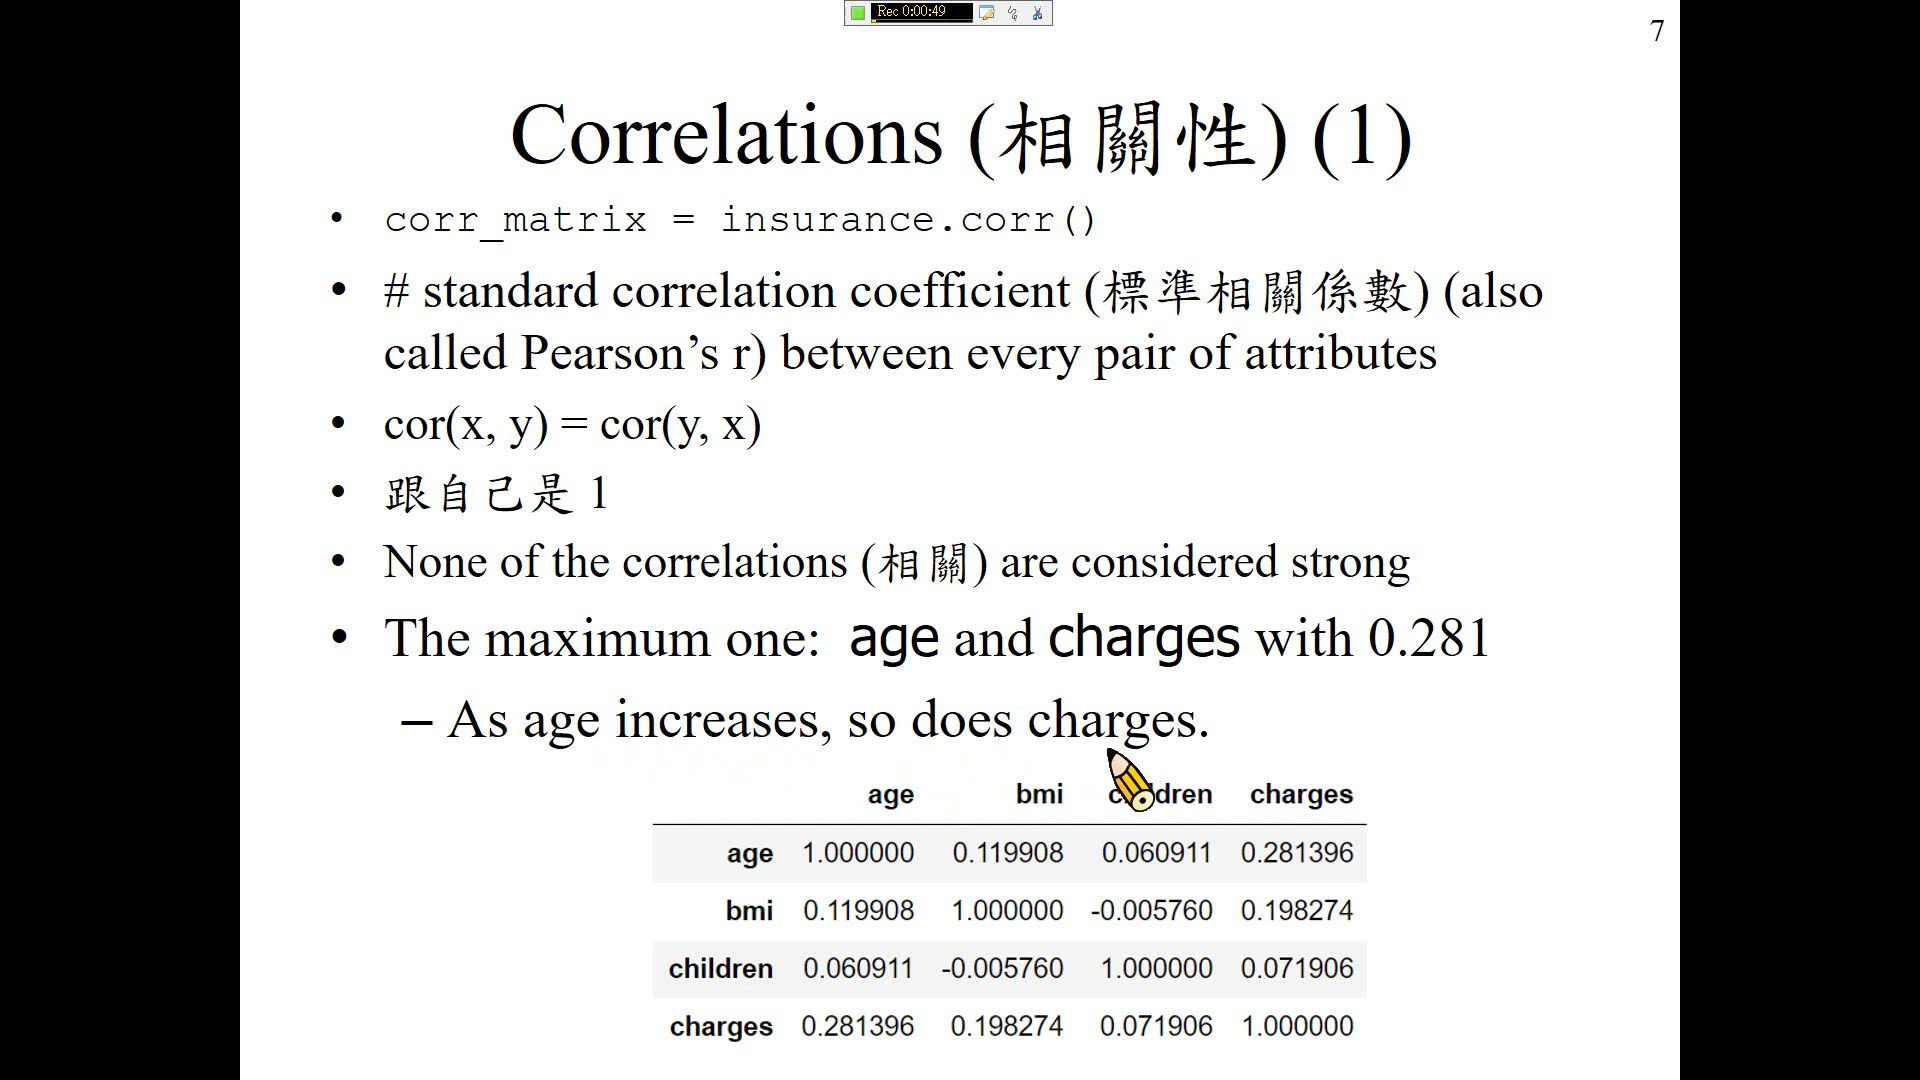 Rec 0:00:49
7
Correlations (相關性) (1)
• corr_matrix = insurance.corr()
• # standard correlation coefficient (標準相關係數) (also
called Pearson’s r) between every pair of attributes
• cor(x, y) = cor(y, x)
• 跟自己是 1
• None of the correlations (相關) are considered strong
• The maximum one: age and charges with 0.281
– As age increases, so does charges.
age bmi children charges
age 1.000000 0.119908 0.060911 0.281396
bmi 0.119908 1.000000 -0.005760 0.198274
children 0.060911 -0.005760 1.000000 0.071906
charges 0.281396 0.198274 0.071906 1.000000